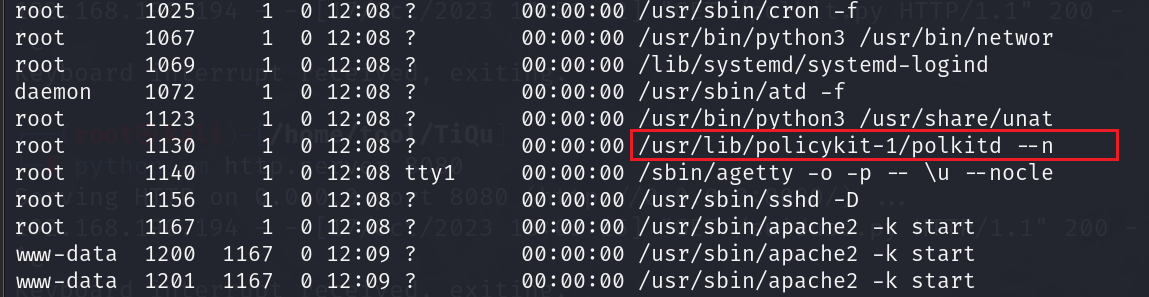 root 1025 1 0 12:08 ? 00:00:00 /usr/sbin/cron -f
root 1067 1 0 12:08 ? 00:00:00 /usr/bin/python3 /usr/bin/networ
root 1069 1 0 12:08 ? 00:00:00 /lib/systemd/systemd-logind
daemon 1072 1 0 12:08 ? 00:00:00 /usr/sbin/atd -f
root 1123 1 0 12:08 ? 00:00:00 /usr/bin/python3 /usr/share/unat
root 1130 1 0 12:08 ? 00:00:00 /usr/lib/policykit-1/polkitd --n
root 1140 1 0 12:08 tty1 00:00:00 /sbin/agetty -o -p -- \u --nocle
root 1156 1 0 12:08 ? 00:00:00 /usr/sbin/sshd -D
root 1167 1 0 12:08 ? 00:00:00 /usr/sbin/apache2 -k start
www-data 1200 1167 0 12:09 ? 00:00:00 /usr/sbin/apache2 -k start
www-data 1201 1167 0 12:09 ? 00:00:00 /usr/sbin/apache2 -k start